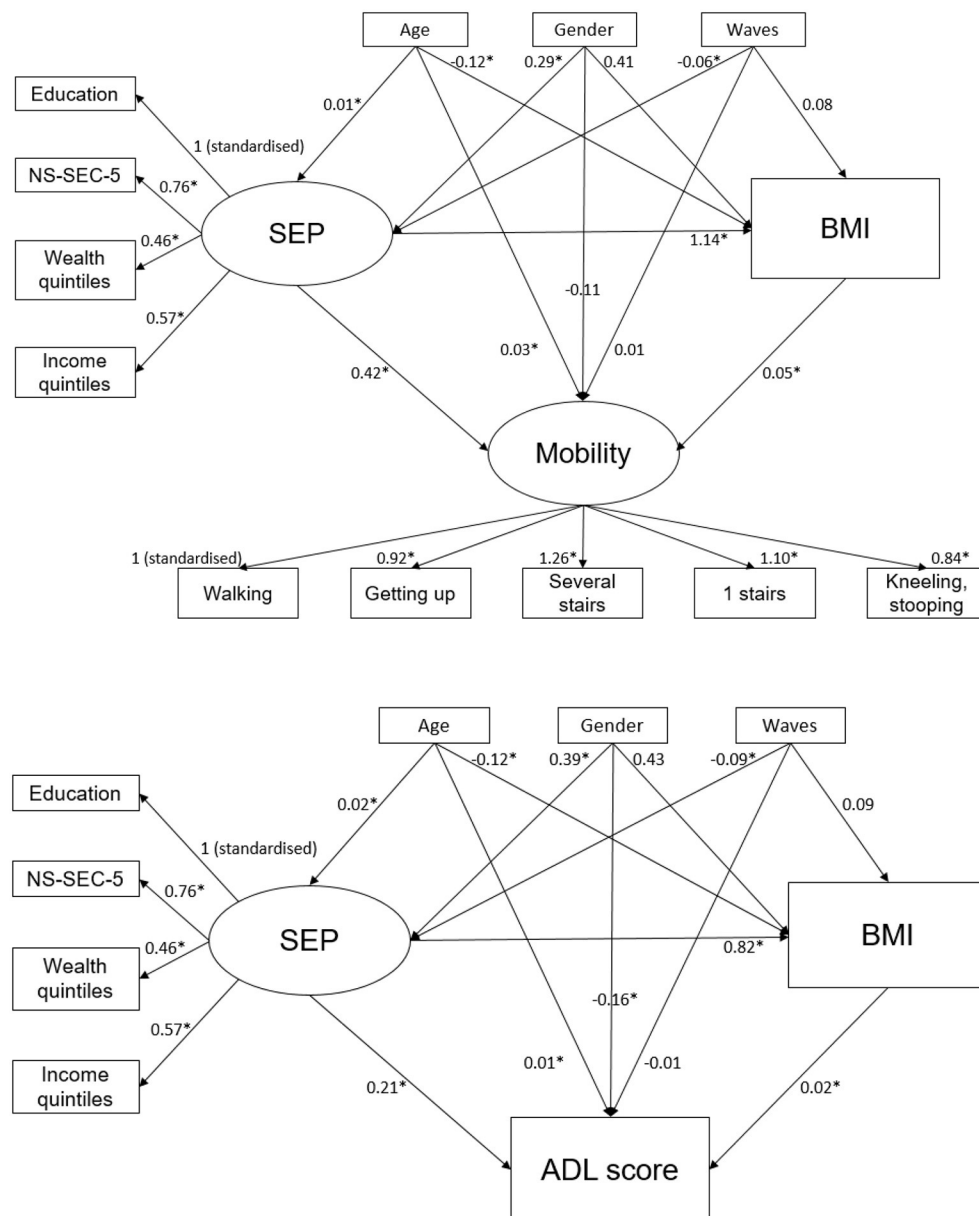 Age
Gender
Waves
-0.12*
0.29*
0.41
-0.06*
Education
0.01*
0.08
1 (standardised)
NS-SEC-5
0.76*
SEP
BMI
0.46*
1.14*
Wealth
quintiles
-0.11
0.57*
0.03*
0.01
Income
quintiles
0.42*
0.05*
Mobility
1 (standardised)
0.92*
1.26*
1.10*
0.84*
Walking
Getting up
Several
stairs
1 stairs
Kneeling,
stooping
Age
Gender
Waves
-0.12*
0.39*
0.43
-0.09*
Education
0.02*
0.09
1 (standardised)
NS-SEC-5
0.76*
SEP
BMI
0.46*
0.82*
Wealth
quintiles
-0.16*
0.57*
0.01*
-0.01
Income
quintiles
0.21*
0.02*
ADL score